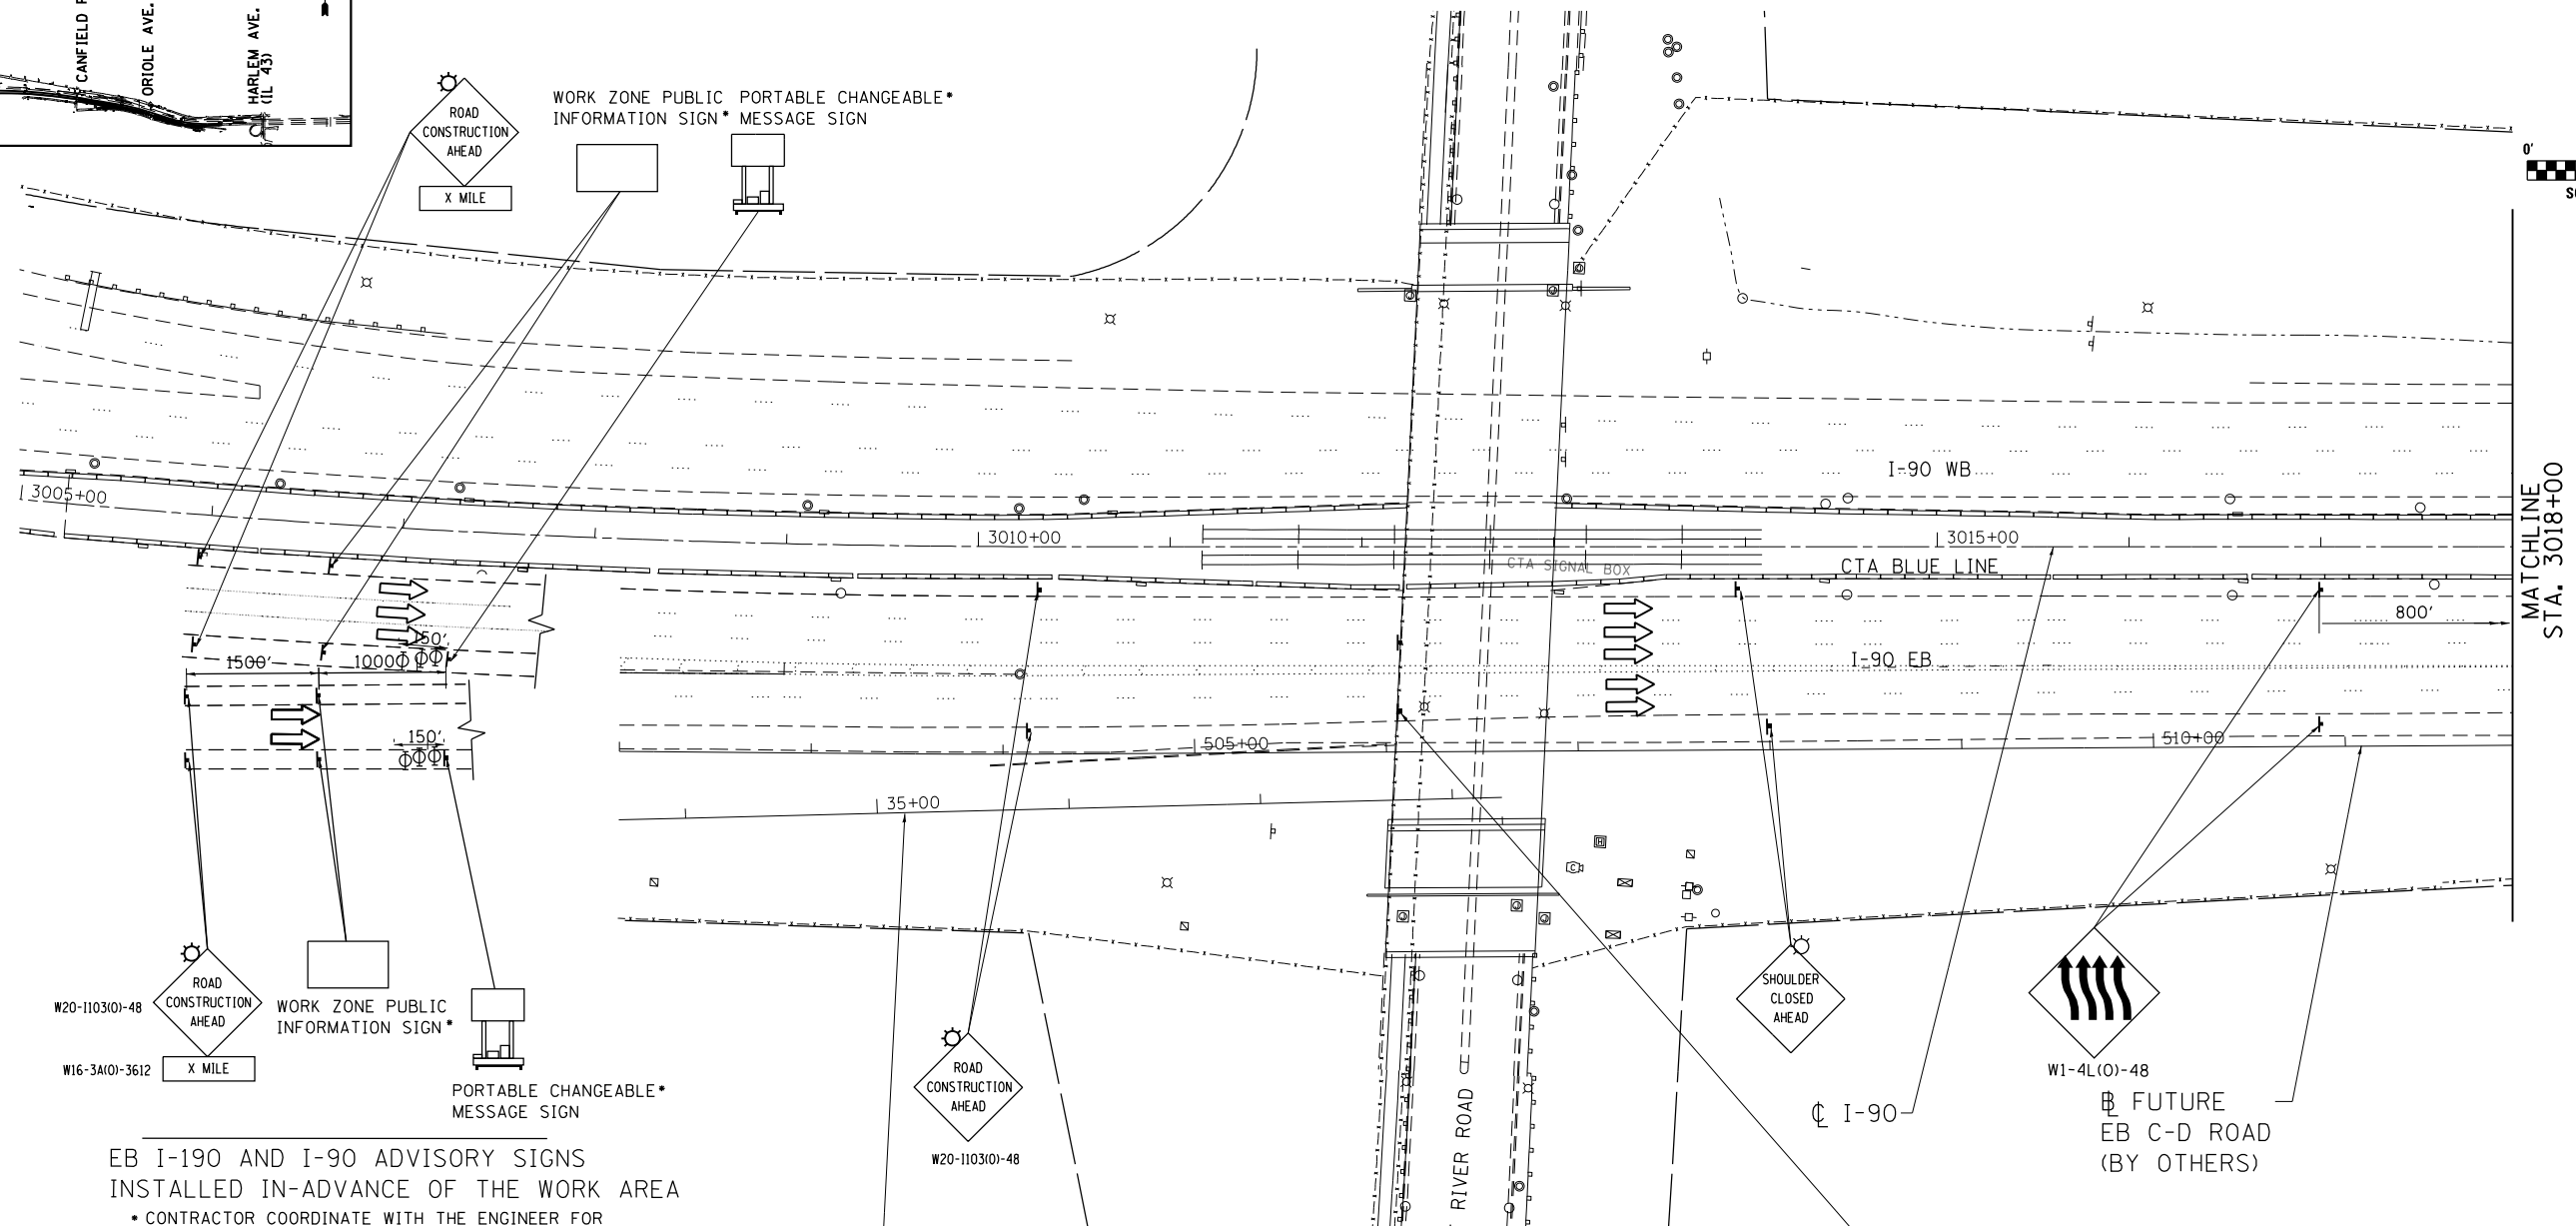 CANFIELD
ORIOLE AVE.
HARLEM AVE.
(IL 43)
ROAD
CONSTRUCTION
AHEAD
X MILE
WORK ZONE PUBLIC
INFORMATION SIGN*
PORTABLE CHANGEABLE*
MESSAGE SIGN
0'
3005+00
3010+00
3015+00
I-90 WB
CTA SIGNAL BOX
CTA BLUE LINE
MATCHLINE
STA. 3018+00
800'
I-90 EB
150'
1500'
1000'
150'
505+00
510+00
35+00
ROAD
CONSTRUCTION
AHEAD
W20-I103(O)-48
X MILE
W16-3A(O)-3612
WORK ZONE PUBLIC
INFORMATION SIGN*
PORTABLE CHANGEABLE*
MESSAGE SIGN
ROAD
CONSTRUCTION
AHEAD
W20-I103(O)-48
SHOULDER
CLOSED
AHEAD
W1-4L(O)-48
RIVER ROAD
℄ I-90
BL FUTURE
EB C-D ROAD
(BY OTHERS)
EB I-190 AND I-90 ADVISORY SIGNS
INSTALLED IN-ADVANCE OF THE WORK AREA
* CONTRACTOR COORDINATE WITH THE ENGINEER FOR